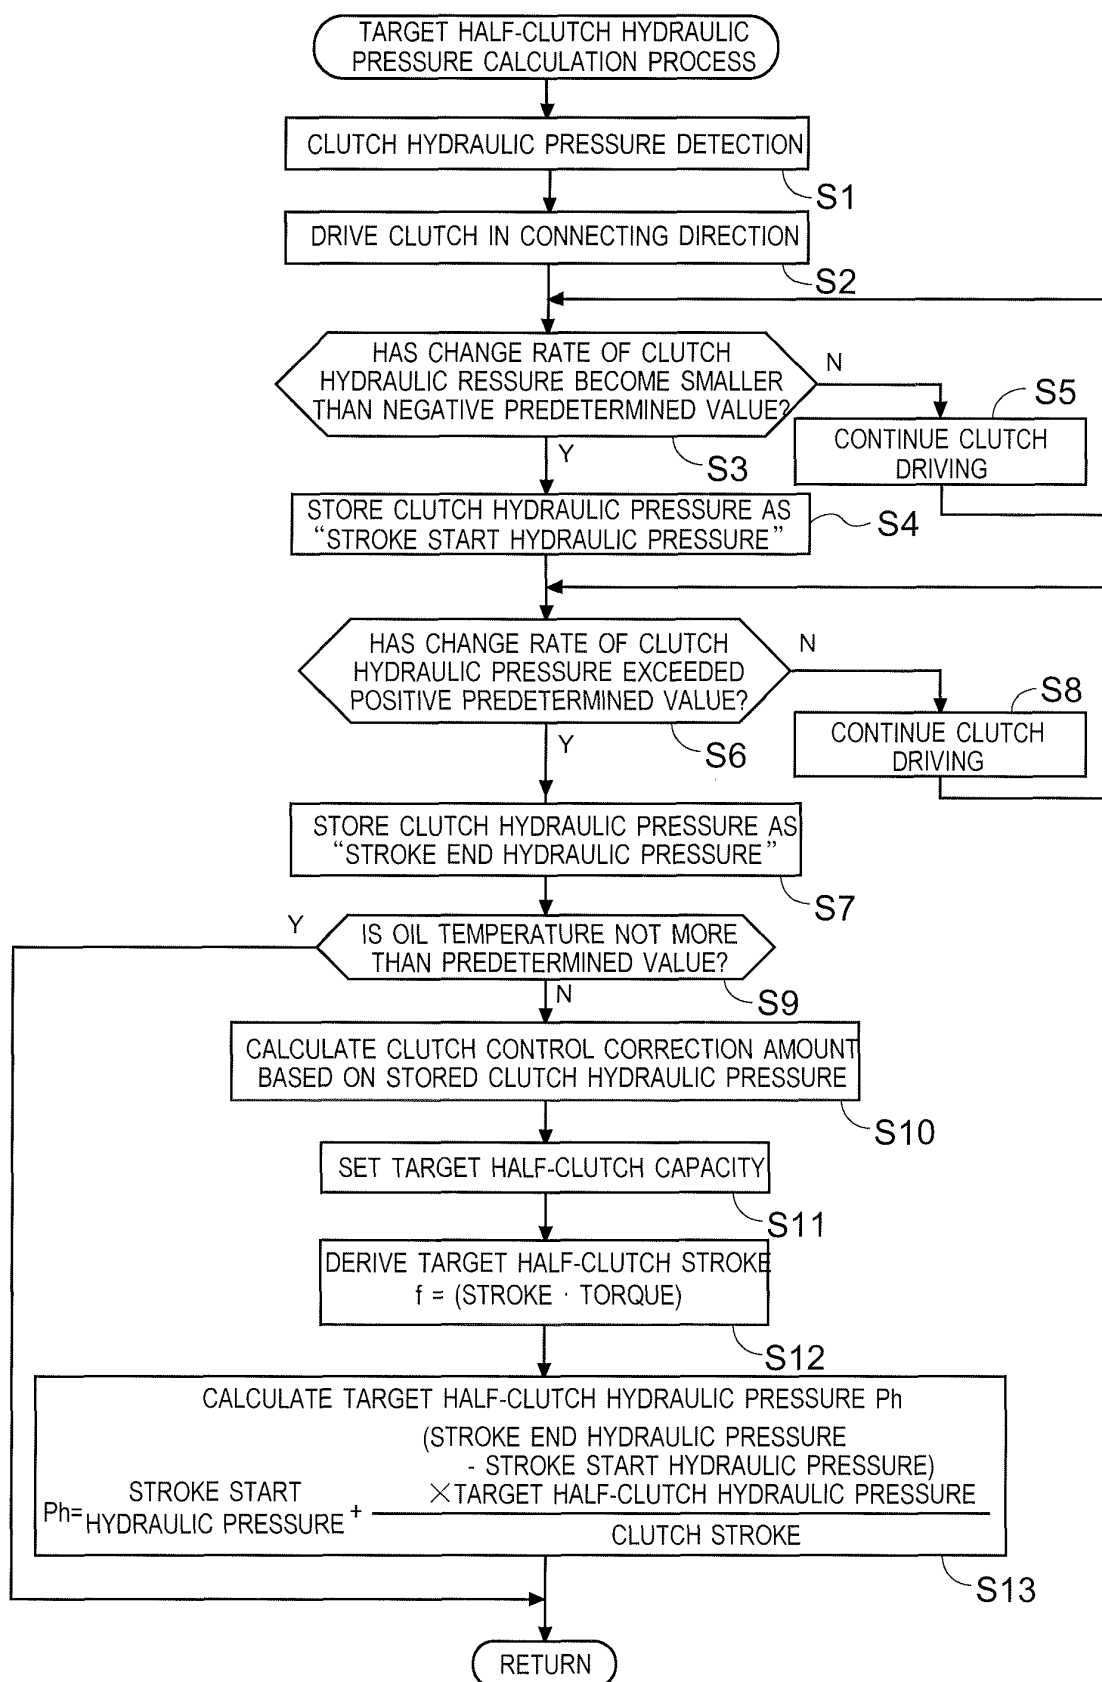 TARGET HALF-CLUTCH HYDRAULIC
PRESSURE CALCULATION PROCESS
CLUTCH HYDRAULIC PRESSURE DETECTION
S1
DRIVE CLUTCH IN CONNECTING DIRECTION
S2
HAS CHANGE RATE OF CLUTCH
HYDRAULIC RESSURE BECOME SMALLER
THAN NEGATIVE PREDETERMINED VALUE?
N
S3
Y
S5
CONTINUE CLUTCH
DRIVING
STORE CLUTCH HYDRAULIC PRESSURE AS
“STROKE START HYDRAULIC PRESSURE”
S4
HAS CHANGE RATE OF CLUTCH
HYDRAULIC PRESSURE EXCEEDED
POSITIVE PREDETERMINED VALUE?
N
S6
Y
S8
CONTINUE CLUTCH
DRIVING
STORE CLUTCH HYDRAULIC PRESSURE AS
“STROKE END HYDRAULIC PRESSURE”
S7
Y
IS OIL TEMPERATURE NOT MORE
THAN PREDETERMINED VALUE?
S9
N
CALCULATE CLUTCH CONTROL CORRECTION AMOUNT
BASED ON STORED CLUTCH HYDRAULIC PRESSURE
S10
SET TARGET HALF-CLUTCH CAPACITY
S11
DERIVE TARGET HALF-CLUTCH STROKE
f = (STROKE · TORQUE)
S12
CALCULATE TARGET HALF-CLUTCH HYDRAULIC PRESSURE Ph
(STROKE END HYDRAULIC PRESSURE
- STROKE START HYDRAULIC PRESSURE)
×TARGET HALF-CLUTCH HYDRAULIC PRESSURE
STROKE START
Ph= HYDRAULIC PRESSURE +
CLUTCH STROKE
S13
RETURN